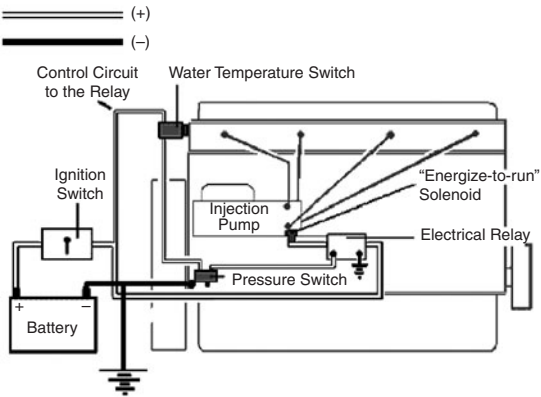 (+)
(–)
Control Circuit
to the Relay
Water Temperature Switch
Ignition
Switch
"Energize-to-run"
Solenoid
Injection
Pump
Electrical Relay
Pressure Switch
+ –
Battery